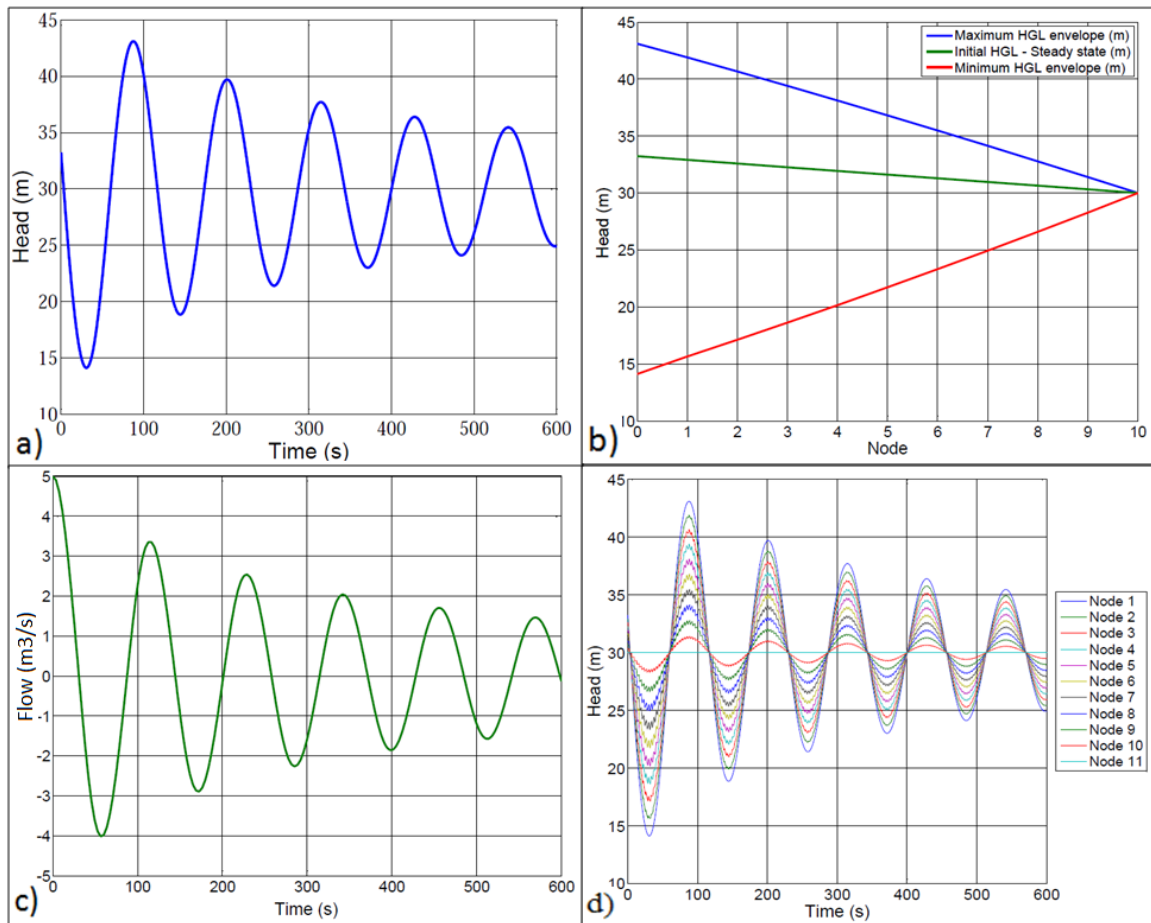 45
40
35
30
25
20
15
10
Head (m)
0 100 200 300 400 500 600
Time (s)
a)
45
40
35
30
25
20
15
10
Head (m)
Maximum HGL envelope (m)
Initial HGL - Steady state (m)
Minimum HGL envelope (m)
0 1 2 3 4 5 6 7 8 9 10
Node
b)
5
4
3
2
1
0
-1
-2
-3
-4
-5
Flow (m3/s)
0 100 200 300 400 500 600
Time (s)
c)
45
40
35
30
25
20
15
10
Head (m)
0 100 200 300 400 500 600
Time (s)
d)
Node 1
Node 2
Node 3
Node 4
Node 5
Node 6
Node 7
Node 8
Node 9
Node 10
Node 11